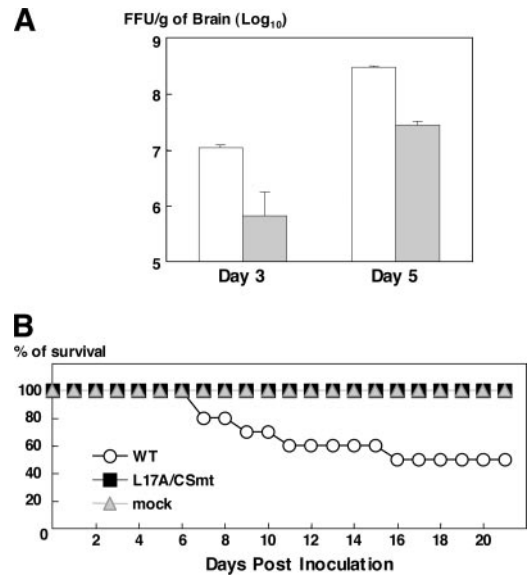 A
FFU/g of Brain (Log10)
9
8
7
6
5
Day 3 Day 5
B
% of survival
100
80
60
40
20
0
WT
L17A/CSmt
mock
2 4 6 8 10 12 14 16 18 20
Days Post Inoculation